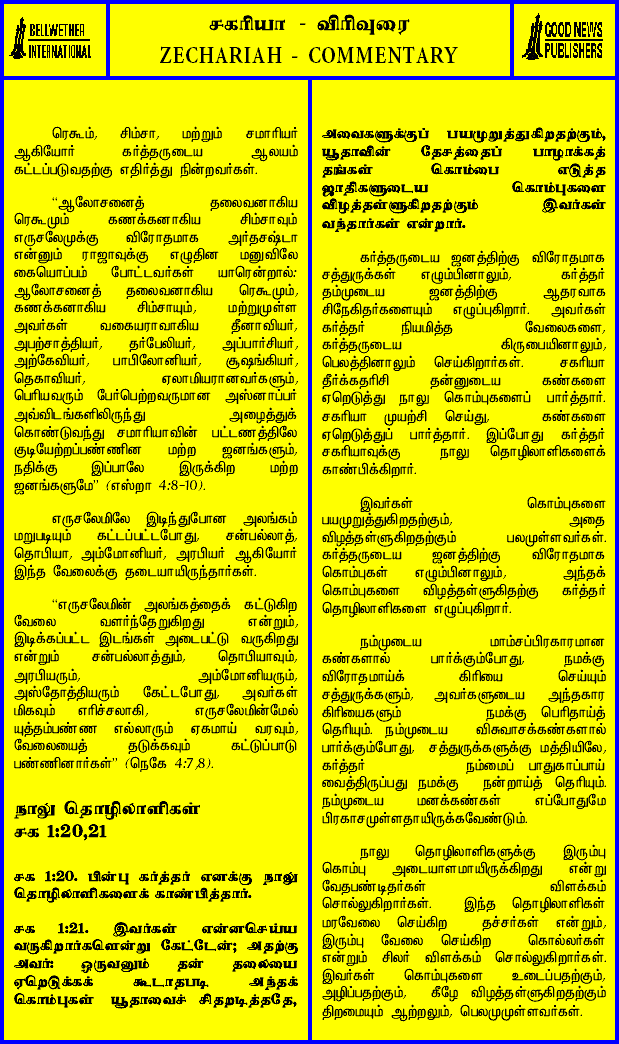 BELLWETHER
INTERNATIONAL
சகரியா - விரிவுரை
ZECHARIAH - COMMENTARY
GOOD NEWS
PUBLISHERS
ரெகூம், சிம்சா, மற்றும் சமாரியர்
ஆகியோர் கர்த்தருடைய ஆலயம்
கட்டப்படுவதற்கு எதிர்த்து நின்றவர்கள்.
“ஆலோசனைத் தலைவனாகிய
ரெகூமும் கணக்கனாகிய சிம்சாவும்
எருசலேமுக்கு விரோதமாக அர்தசஷ்டா
என்னும் ராஜாவுக்கு எழுதின மனுவிலே
கையொப்பம் போட்டவர்கள் யாரென்றால்:
ஆலோசனைத் தலைவனாகிய ரெகூமும்,
கணக்கனாகிய சிம்சாயும், மற்றுமுள்ள
அவர்கள் வகையராவாகிய தீனாவியர்,
அபற்சாத்தியர், தர்பேலியர், அப்பார்சியர்,
அற்கேவியர், பாபிலோனியர், சூஷங்கியர்,
தெகாவியர், ஏலாமியரானவர்களும்,
பெரியவரும் பேர்பெற்றவருமான அஸ்னாப்பர்
அவ்விடங்களிலிருந்து அழைத்துக்
கொண்டுவந்து சமாரியாவின் பட்டணத்திலே
குடியேற்றப்பண்ணின மற்ற ஜனங்களும்,
நதிக்கு இப்பாலே இருக்கிற மற்ற
ஜனங்களுமே” (எஸ்றா 4:8-10).
எருசலேமிலே இடிந்துபோன அலங்கம்
மறுபடியும் கட்டப்பட்டபோது, சன்பல்லாத்,
தொபியா, அம்மோனியர், அரபியர் ஆகியோர்
இந்த வேலைக்கு தடையாயிருந்தார்கள்.
“எருசலேமின் அலங்கத்தைக் கட்டுகிற
வேலை வளர்ந்தேறுகிறது என்றும்,
இடிக்கப்பட்ட இடங்கள் அடைபட்டு வருகிறது
என்றும் சன்பல்லாத்தும், தொபியாவும்,
அரபியரும், அம்மோனியரும்,
அஸ்தோத்தியரும் கேட்டபோது, அவர்கள்
மிகவும் எரிச்சலாகி, எருசலேமின்மேல்
யுத்தம்பண்ண எல்லாரும் ஏகமாய் வரவும்,
வேலையைத் தடுக்கவும் கட்டுப்பாடு
பண்ணினார்கள்” (நெகே 4:7,8).
நாலு தொழிலாளிகள்
சக 1:20,21
சக 1:20. பின்பு கர்த்தர் எனக்கு நாலு
தொழிலாளிகளைக் காண்பித்தார்.
சக 1:21. இவர்கள் என்னசெய்ய
வருகிறார்களென்று கேட்டேன்; அதற்கு
அவர்: ஒருவனும் தன் தலையை
ஏறெடுக்கக் கூடாதபடி அந்தக்
கொம்புகள் யூதாவைச் சிதறடித்ததே,
அவைகளுக்குப் பயமுறுத்துகிறதற்கும்,
யூதாவின் தேசத்தைப் பாழாக்கத்
தங்கள் கொம்பை எடுத்த
ஜாதிகளுடைய கொம்புகளை
விழத்தள்ளுகிறதற்கும் இவர்கள்
வந்தார்கள் என்றார்.
கர்த்தருடைய ஜனத்திற்கு விரோதமாக
சத்துருக்கள் எழும்பினாலும், கர்த்தர்
தம்முடைய ஜனத்திற்கு ஆதரவாக
சிநேகிதர்களையும் எழுப்புகிறார். அவர்கள்
கர்த்தர் நியமித்த வேலைகளை,
கர்த்தருடைய கிருபையினாலும்,
பெலத்தினாலும் செய்கிறார்கள். சகரியா
தீர்க்கதரிசி தன்னுடைய கண்களை
ஏறெடுத்து நாலு கொம்புகளைப் பார்த்தார்.
சகரியா முயற்சி செய்து, கண்களை
ஏறெடுத்துப் பார்த்தார். இப்போது கர்த்தர்
சகரியாவுக்கு நாலு தொழிலாளிகளைக்
காண்பிக்கிறார்.
இவர்கள் கொம்புகளை
பயமுறுத்துகிறதற்கும், அதை
விழத்தள்ளுகிறதற்கும் பலமுள்ளவர்கள்.
கர்த்தருடைய ஜனத்திற்கு விரோதமாக
கொம்புகள் எழும்பினாலும், அந்தக்
கொம்புகளை விழத்தள்ளுகிதற்கு கர்த்தர்
தொழிலாளிகளை எழுப்புகிறார்.
நம்முடைய மாம்சப்பிரகாரமான
கண்களால் பார்க்கும்போது, நமக்கு
விரோதமாய்க் கிரியை செய்யும்
சத்துருக்களும், அவர்களுடைய அந்தகார
கிரியைகளும் நமக்கு பெரிதாய்த்
தெரியும். நம்முடைய விசுவாசக்கண்களால்
பார்க்கும்போது, சத்துருக்களுக்கு மத்தியிலே,
கர்த்தர் நம்மைப் பாதுகாப்பாய்
வைத்திருப்பது நமக்கு நன்றாய்த் தெரியும்.
நம்முடைய மனக்கண்கள் எப்போதுமே
பிரகாசமுள்ளதாயிருக்கவேண்டும்.
நாலு தொழிலாளிகளுக்கு இரும்பு
கொம்பு அடையாளமாயிருக்கிறது என்று
வேதபண்டிதர்கள் விளக்கம்
சொல்லுகிறார்கள். இந்த தொழிலாளிகள்
மரவேலை செய்கிற தச்சர்கள் என்றும்,
இரும்பு வேலை செய்கிற கொல்லர்கள்
என்றும் சிலர் விளக்கம் சொல்லுகிறார்கள்.
இவர்கள் கொம்புகளை உடைப்பதற்கும்,
அழிப்பதற்கும், கீழே விழத்தள்ளுகிறதற்கும்
திறமையும் ஆற்றலும், பெலமுமுள்ளவர்கள்.